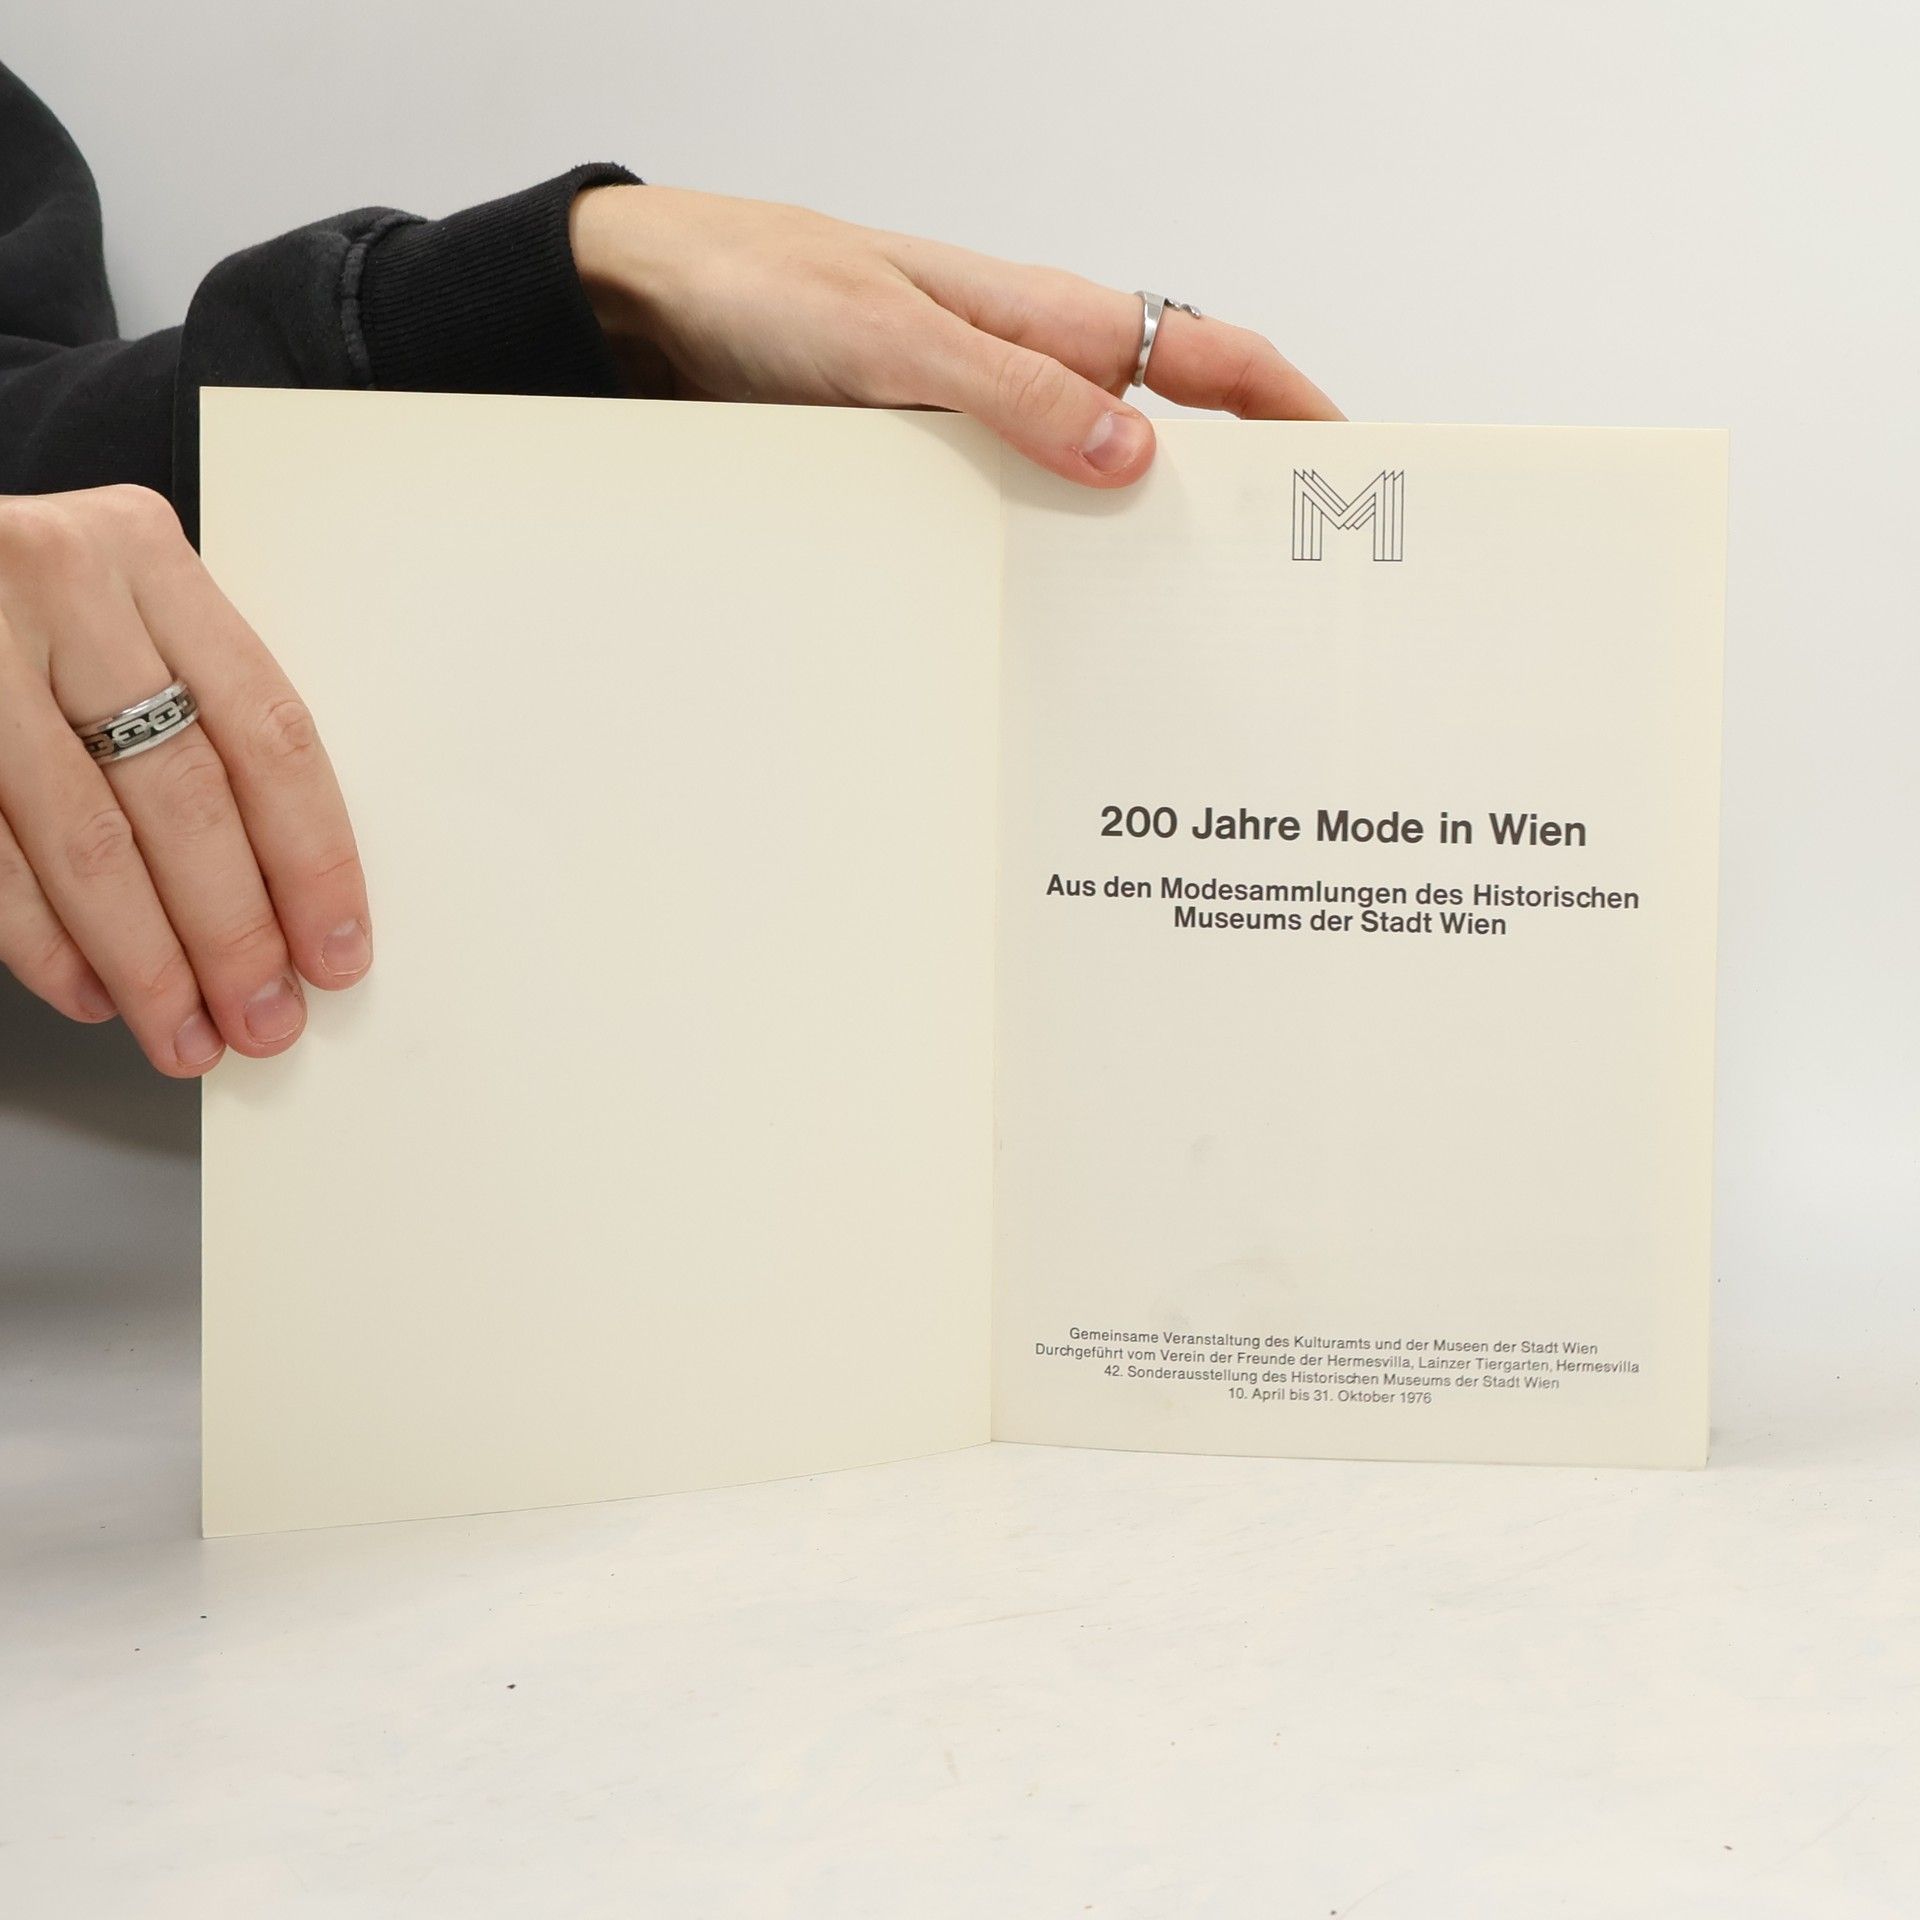 M
200 Jahre Mode in Wien
Aus den Modesammlungen des Historischen
Museums der Stadt Wien
Gemeinsame Veranstaltung des Kulturamts und der Museen der Stadt Wien
Durchgeführt vom Verein der Freunde der Hermesvilla, Lainzer Tiergarten, Hermesvilla
42. Sonderausstellung des Historischen Museums der Stadt Wien
10. April bis 31. Oktober 1976